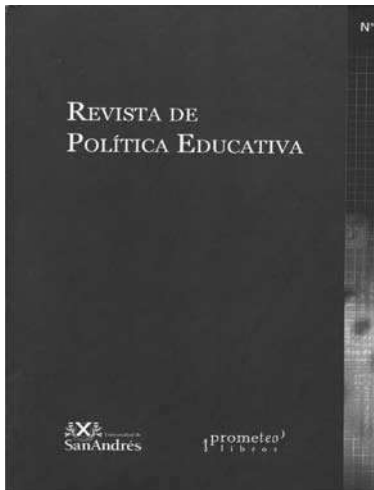 N°
REVISTA DE
POLÍTICA EDUCATIVA
Universidad de
SanAndrés
prometeo
libros